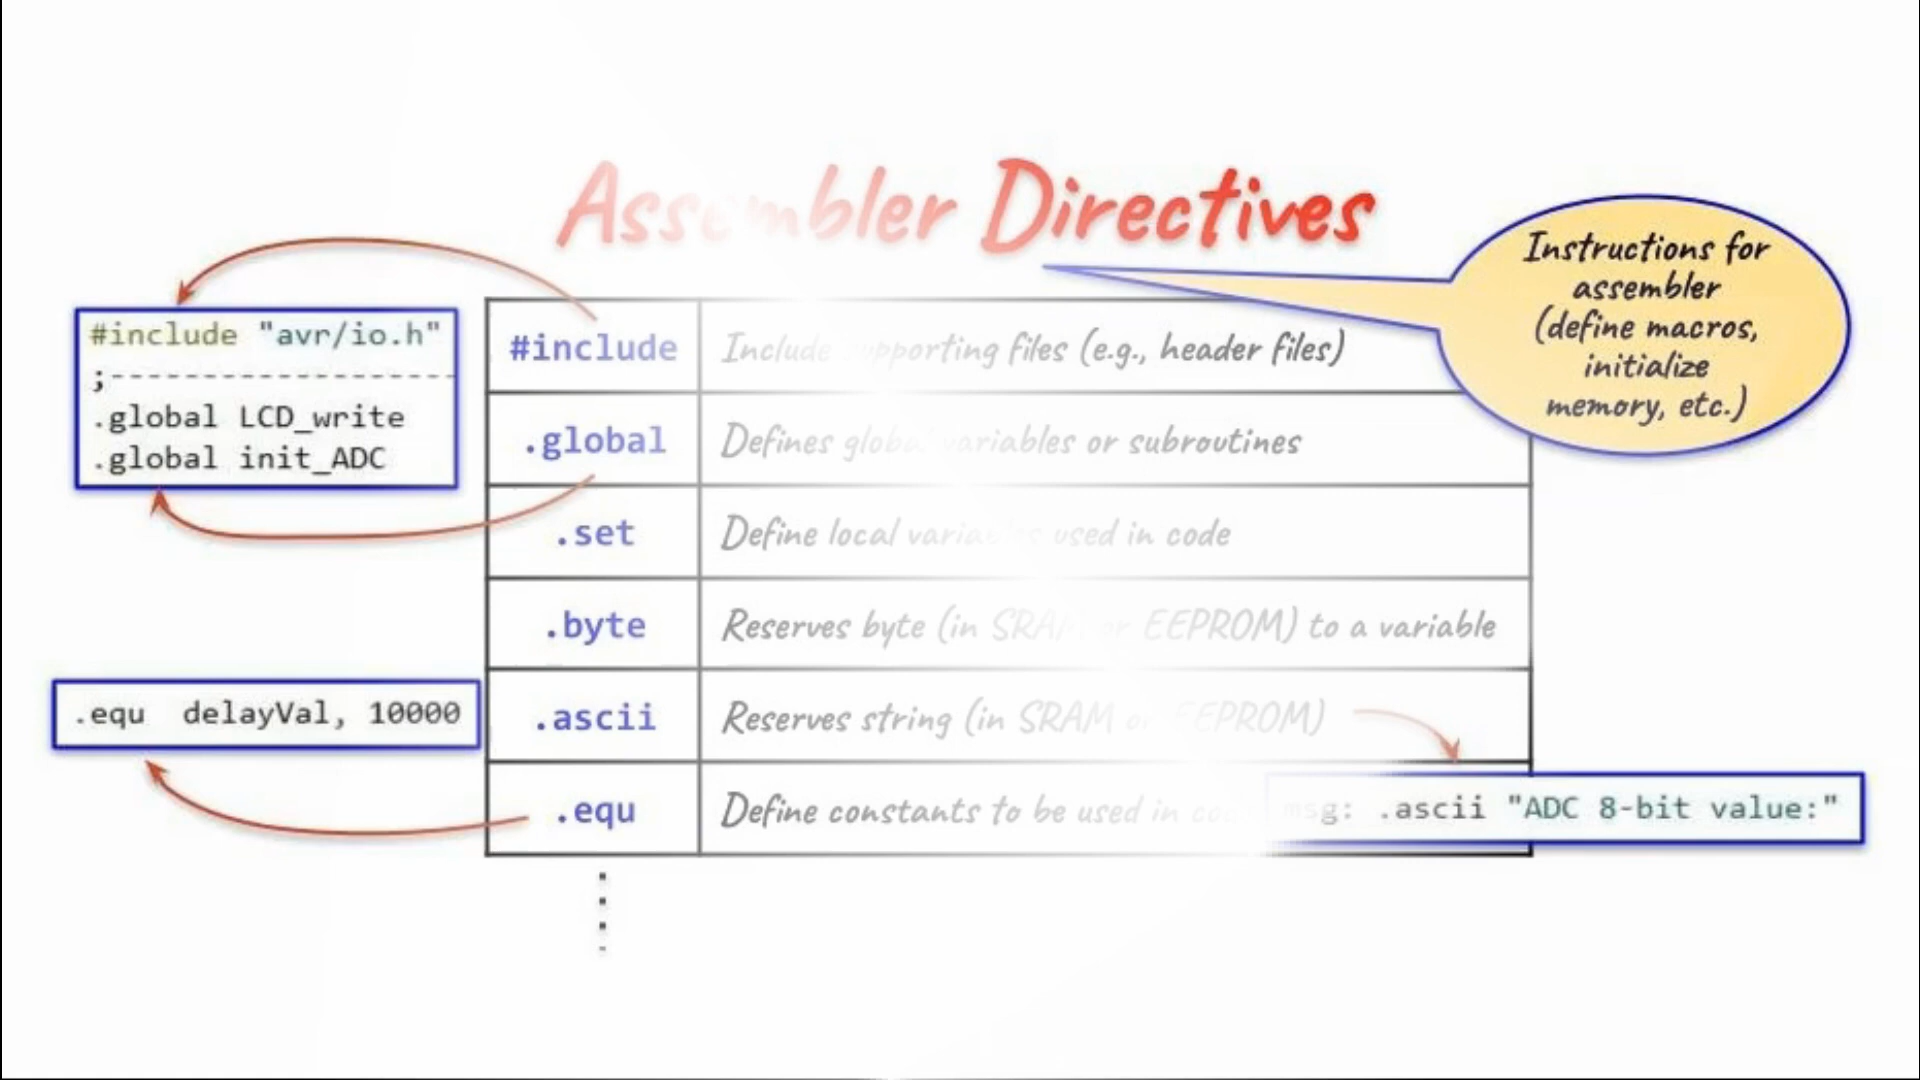 Assembler Directives
Instructions for
assembler
(define macros,
initialize
memory, etc.)
#include "avr/io.h"
;---------------------
.global LCD_write
.global init_ADC
#include Include supporting files (e.g., header files)
.global Defines global variables or subroutines
.set Define local variables used in code
.byte Reserves byte (in SRAM or EEPROM) to a variable
.ascii Reserves string (in SRAM or EEPROM)
.equ Define constants to be used in
.equ delayVal, 10000
msg: .ascii "ADC 8-bit value:"